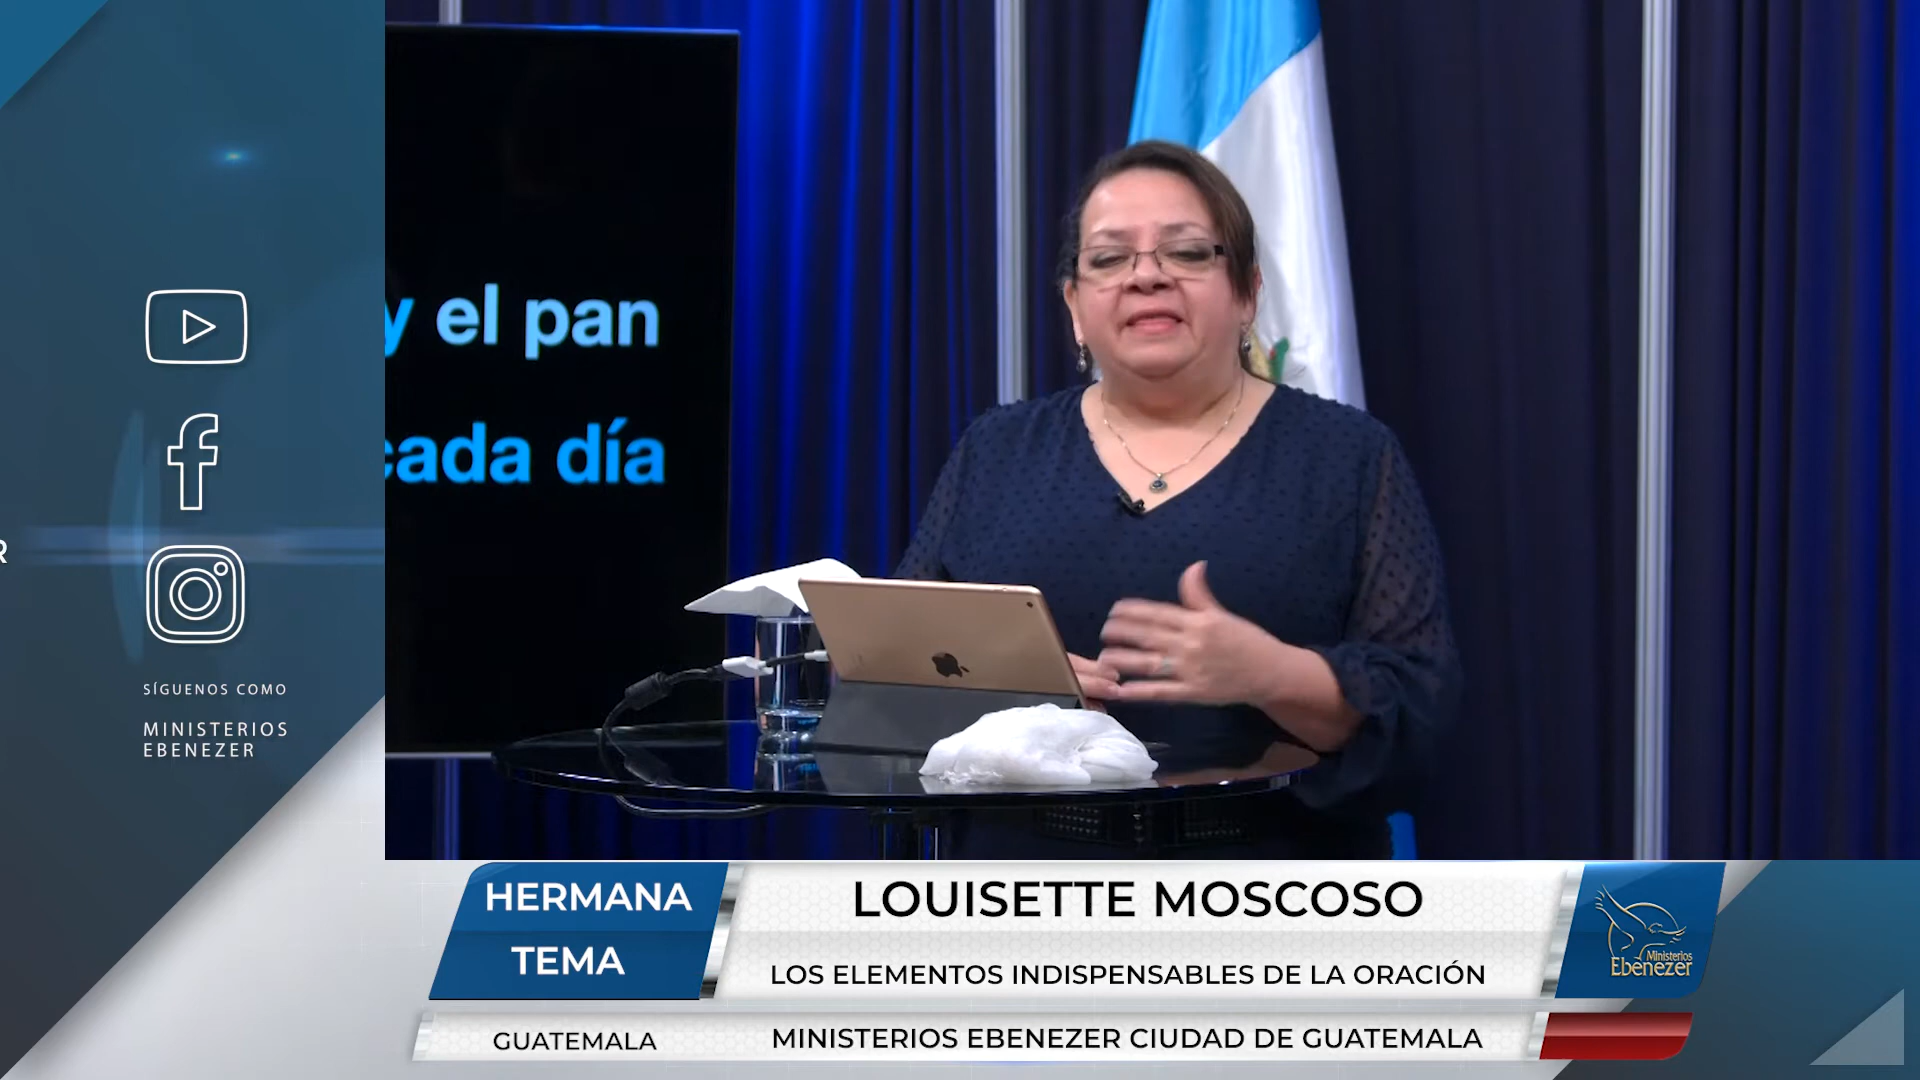 y el pan
cada día
R
SÍGUENOS COMO
MINISTERIOS
EBENEZER
HERMANA
LOUISETTE MOSCOSO
TEMA
LOS ELEMENTOS INDISPENSABLES DE LA ORACIÓN
Ministerios
Ebenezer
GUATEMALA
MINISTERIOS EBENEZER CIUDAD DE GUATEMALA